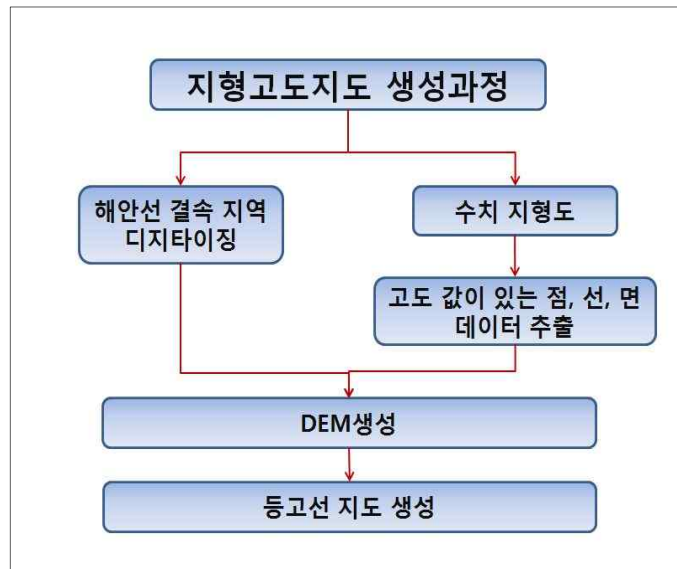 지형고도지도 생성과정
해안선 결속 지역
디지타이징
수치 지형도
고도 값이 있는 점, 선, 면
데이터 추출
DEM생성
등고선 지도 생성